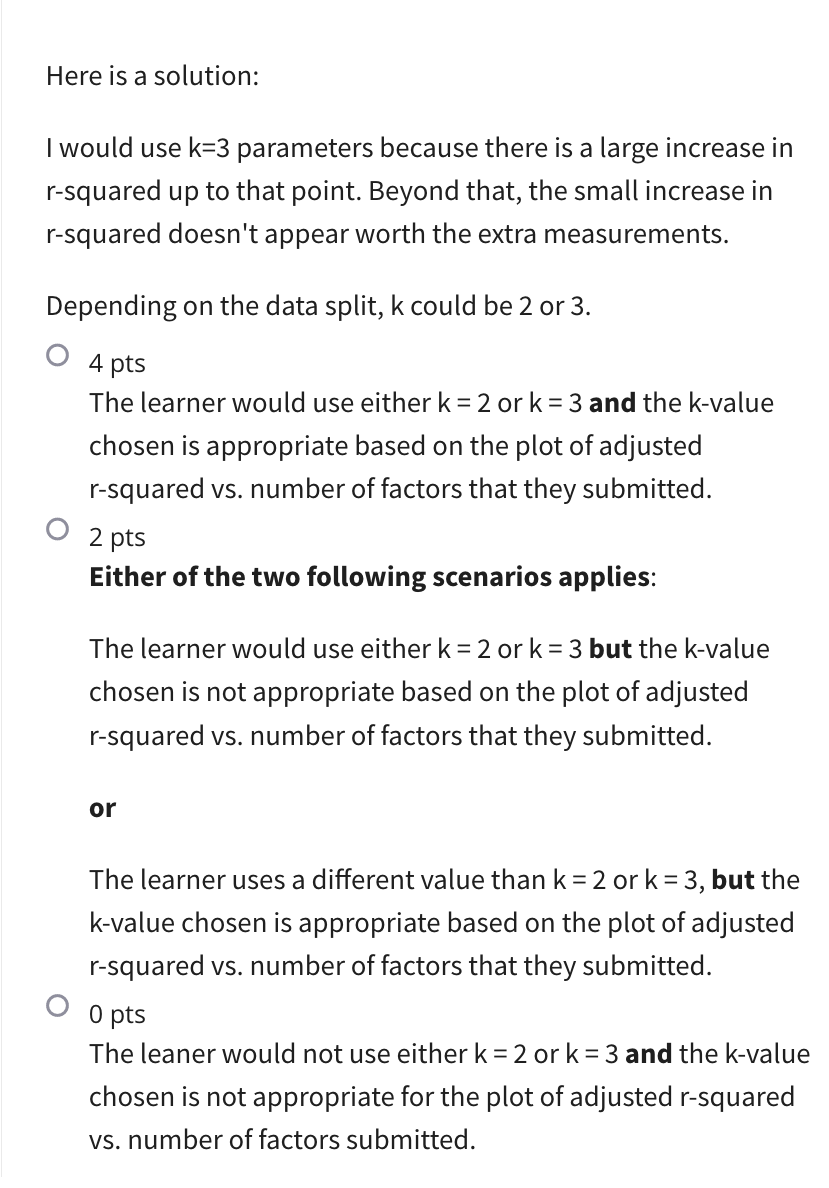 Here is a solution:
I would use k=3 parameters because there is a large increase in
r-squared up to that point. Beyond that, the small increase in
r-squared doesn't appear worth the extra measurements.
Depending on the data split, k could be 2 or 3.
4 pts
The learner would use either k = 2 or k = 3 and the k-value
chosen is appropriate based on the plot of adjusted
r-squared vs. number of factors that they submitted.
2 pts
Either of the two following scenarios applies:
The learner would use either k = 2 or k = 3 but the k-value
chosen is not appropriate based on the plot of adjusted
r-squared vs. number of factors that they submitted.
or
The learner uses a different value than k = 2 or k = 3, but the
k-value chosen is appropriate based on the plot of adjusted
r-squared vs. number of factors that they submitted.
0 pts
The leaner would not use either k = 2 or k = 3 and the k-value
chosen is not appropriate for the plot of adjusted r-squared
vs. number of factors submitted.